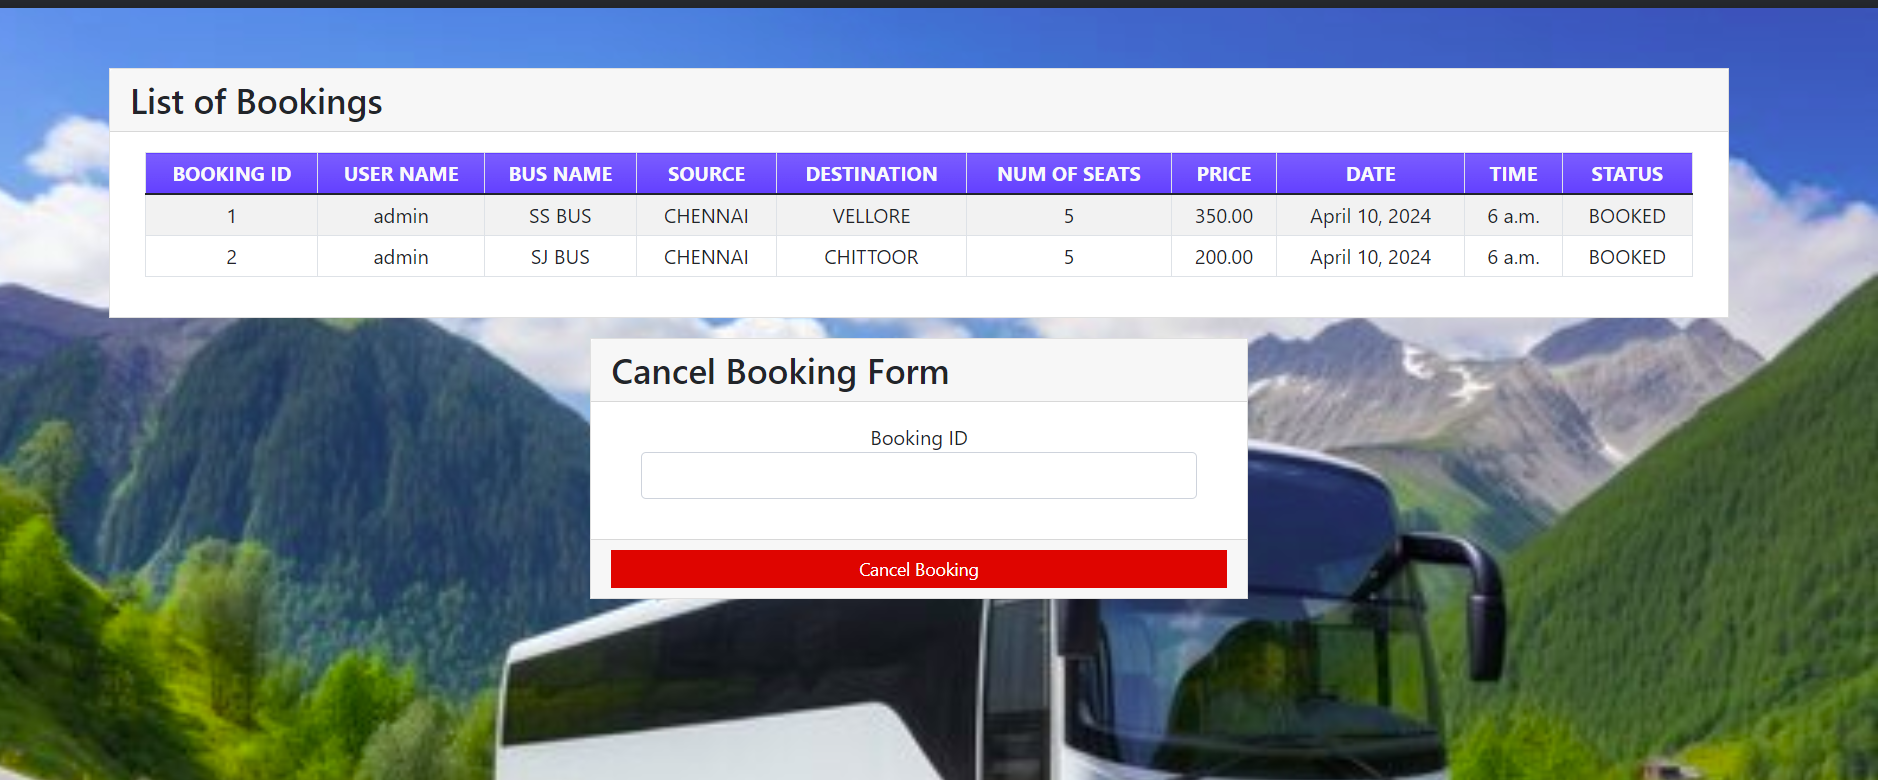 List of Bookings
BOOKING ID USER NAME BUS NAME SOURCE DESTINATION NUM OF SEATS PRICE DATE TIME STATUS
1 admin SS BUS CHENNAI VELLORE 5 350.00 April 10, 2024 6 a.m. BOOKED
2 admin SJ BUS CHENNAI CHITTOOR 5 200.00 April 10, 2024 6 a.m. BOOKED
Cancel Booking Form
Booking ID
Cancel Booking